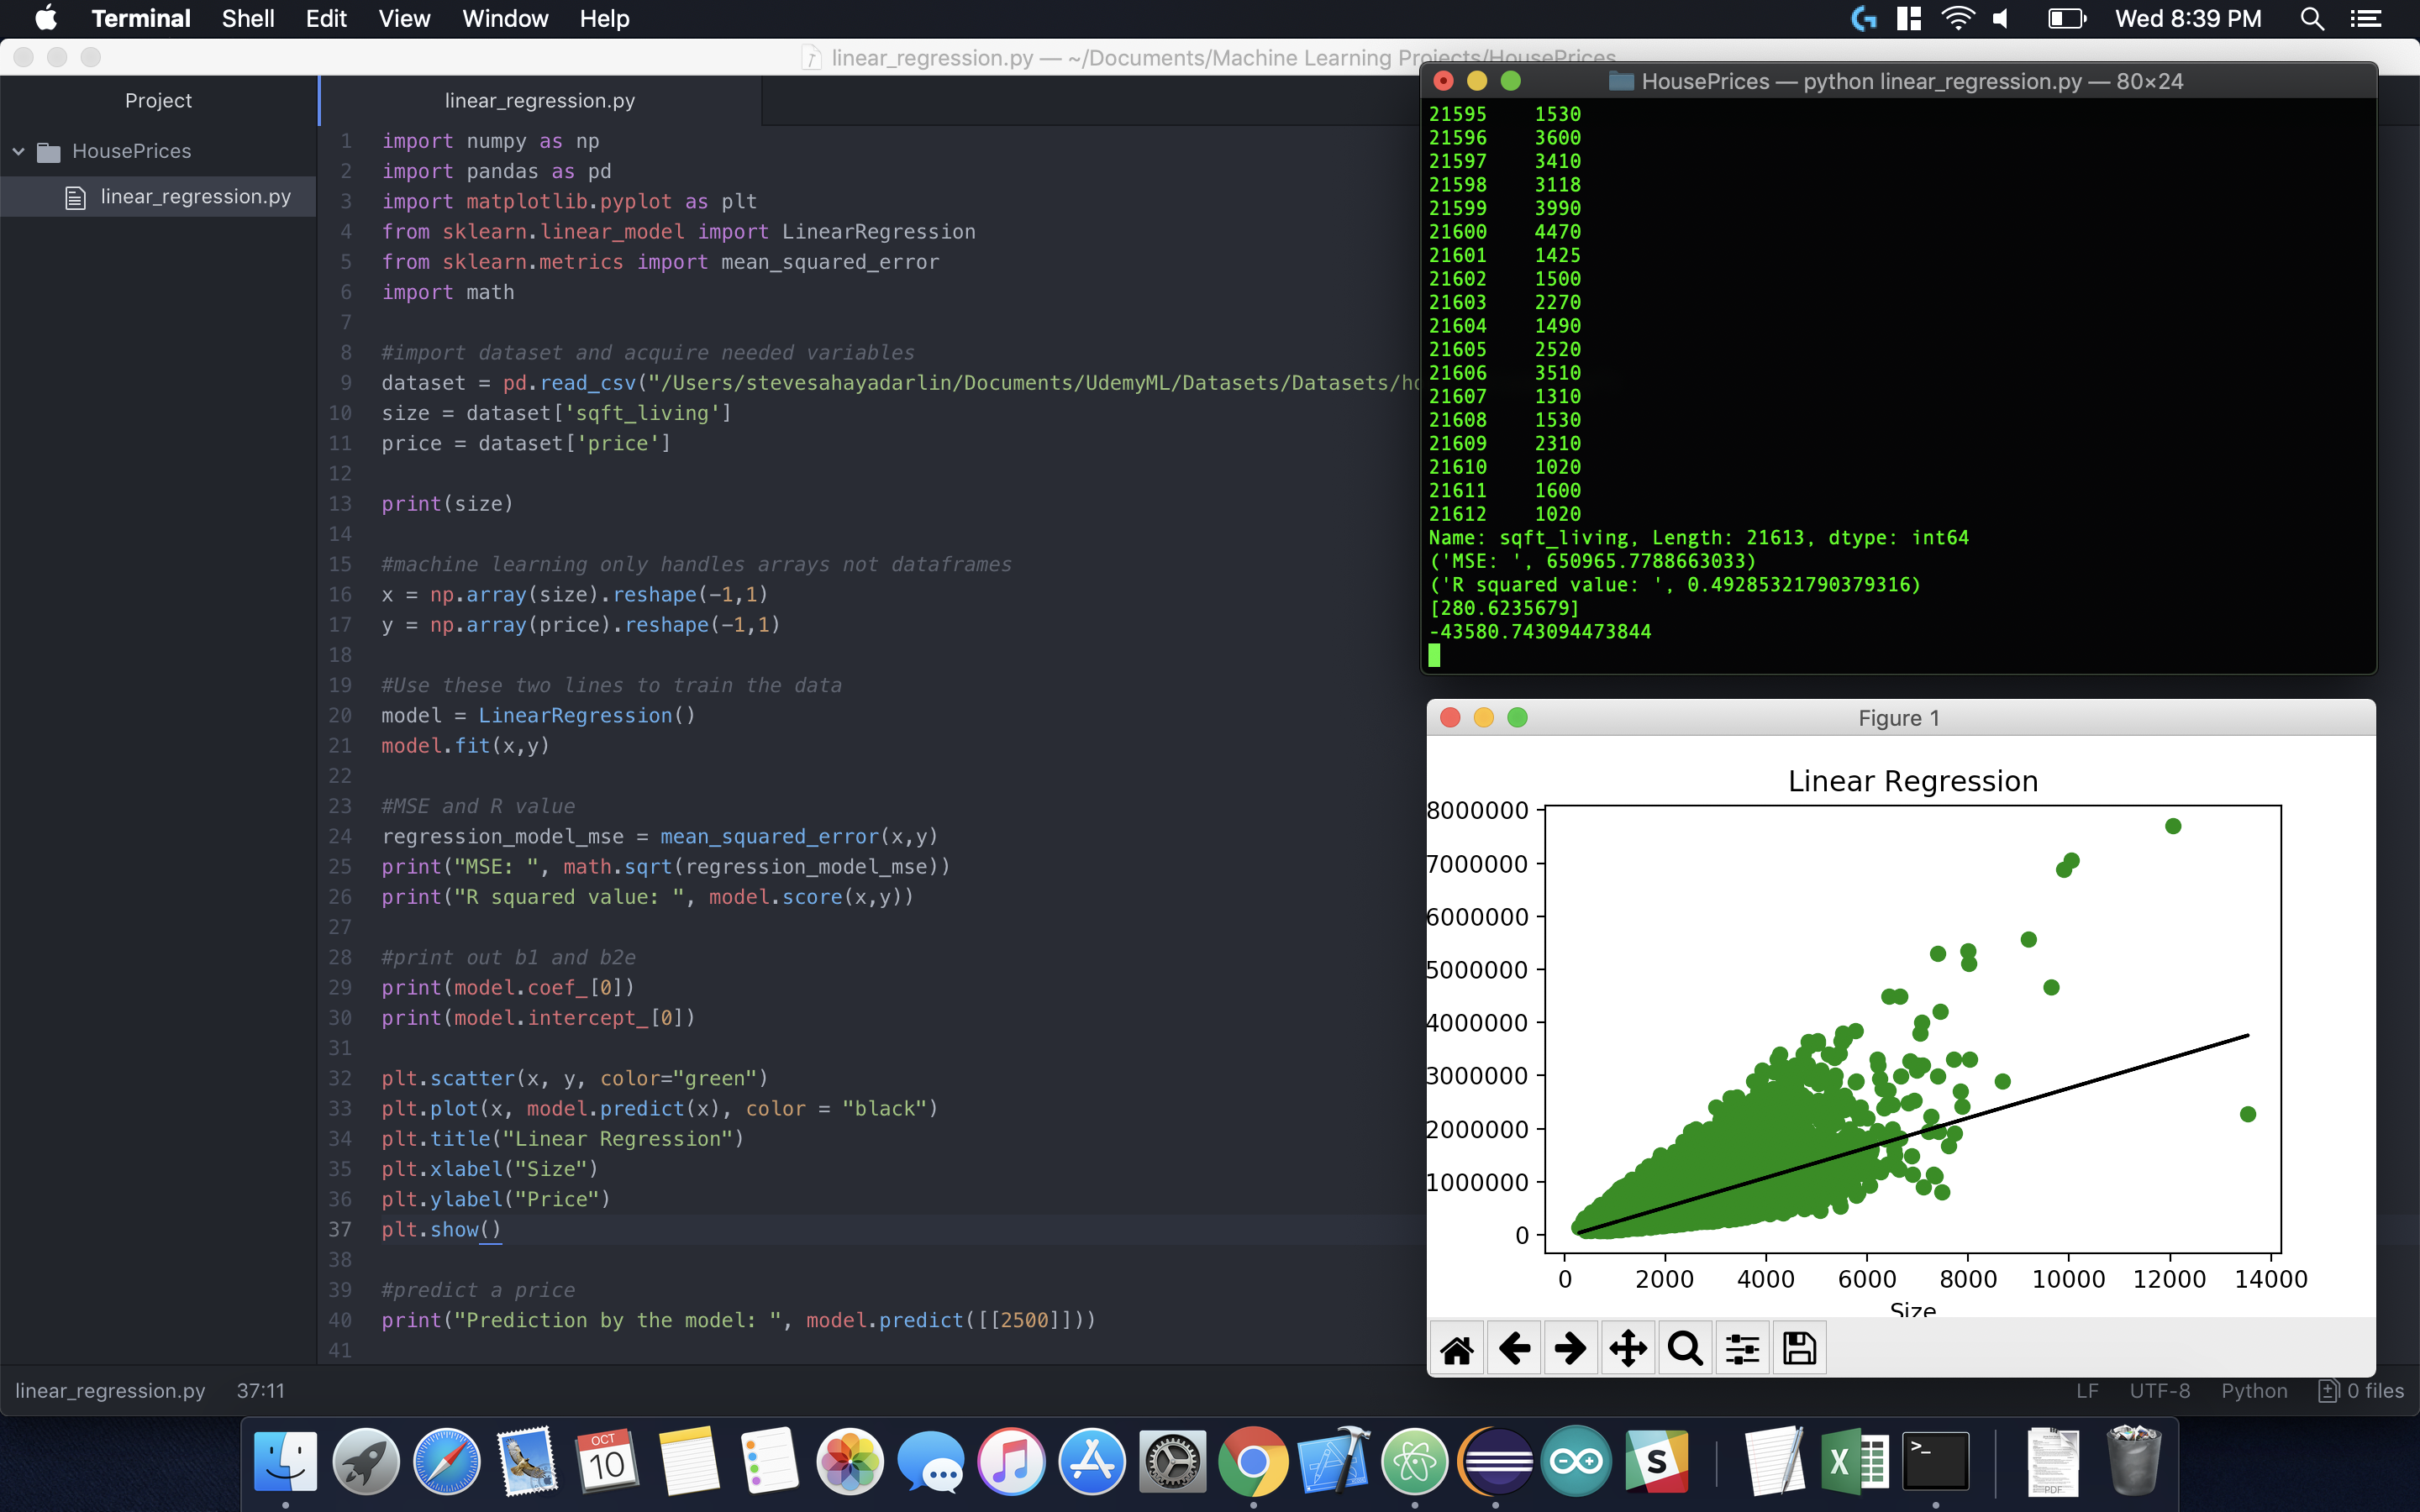 Terminal Shell Edit View Window Help Wed 8:39 PM
linear_regression.py — ~/Documents/Machine Learning Projects/HousePrices
Project
HousePrices
linear_regression.py
linear_regression.py
1 import numpy as np
2 import pandas as pd
3 import matplotlib.pyplot as plt
4 from sklearn.linear_model import LinearRegression
5 from sklearn.metrics import mean_squared_error
6 import math
7
8 #import dataset and acquire needed variables
9 dataset = pd.read_csv("/Users/stevesahayadarlin/Documents/UdemyML/Datasets/Datasets/
10 size = dataset['sqft_living']
11 price = dataset['price']
12
13 print(size)
14
15 #machine learning only handles arrays not dataframes
16 x = np.array(size).reshape(-1,1)
17 y = np.array(price).reshape(-1,1)
18
19 #Use these two lines to train the data
20 model = LinearRegression()
21 model.fit(x,y)
22
23 #MSE and R value
24 regression_model_mse = mean_squared_error(x,y)
25 print("MSE: ", math.sqrt(regression_model_mse))
26 print("R squared value: ", model.score(x,y))
27
28 #print out b1 and b2e
29 print(model.coef_[0])
30 print(model.intercept_[0])
31
32 plt.scatter(x, y, color="green")
33 plt.plot(x, model.predict(x), color = "black")
34 plt.title("Linear Regression")
35 plt.xlabel("Size")
36 plt.ylabel("Price")
37 plt.show()
38
39 #predict a price
40 print("Prediction by the model: ", model.predict([[2500]]))
41
linear_regression.py 37:11
LF UTF-8 Python 0 files
HousePrices — python linear_regression.py — 80×24
21595 1530
21596 3600
21597 3410
21598 3118
21599 3990
21600 4470
21601 1425
21602 1500
21603 2270
21604 1490
21605 2520
21606 3510
21607 1310
21608 1530
21609 2310
21610 1020
21611 1600
21612 1020
Name: sqft_living, Length: 21613, dtype: int64
('MSE: ', 650965.7788663033)
('R squared value: ', 0.49285321790379316)
[280.6235679]
-43580.743094473844
Figure 1
Linear Regression
8000000
7000000
6000000
5000000
4000000
3000000
2000000
1000000
0
0 2000 4000 6000 8000 10000 12000 14000
Size
OCT
10
S
X
>_
PDF